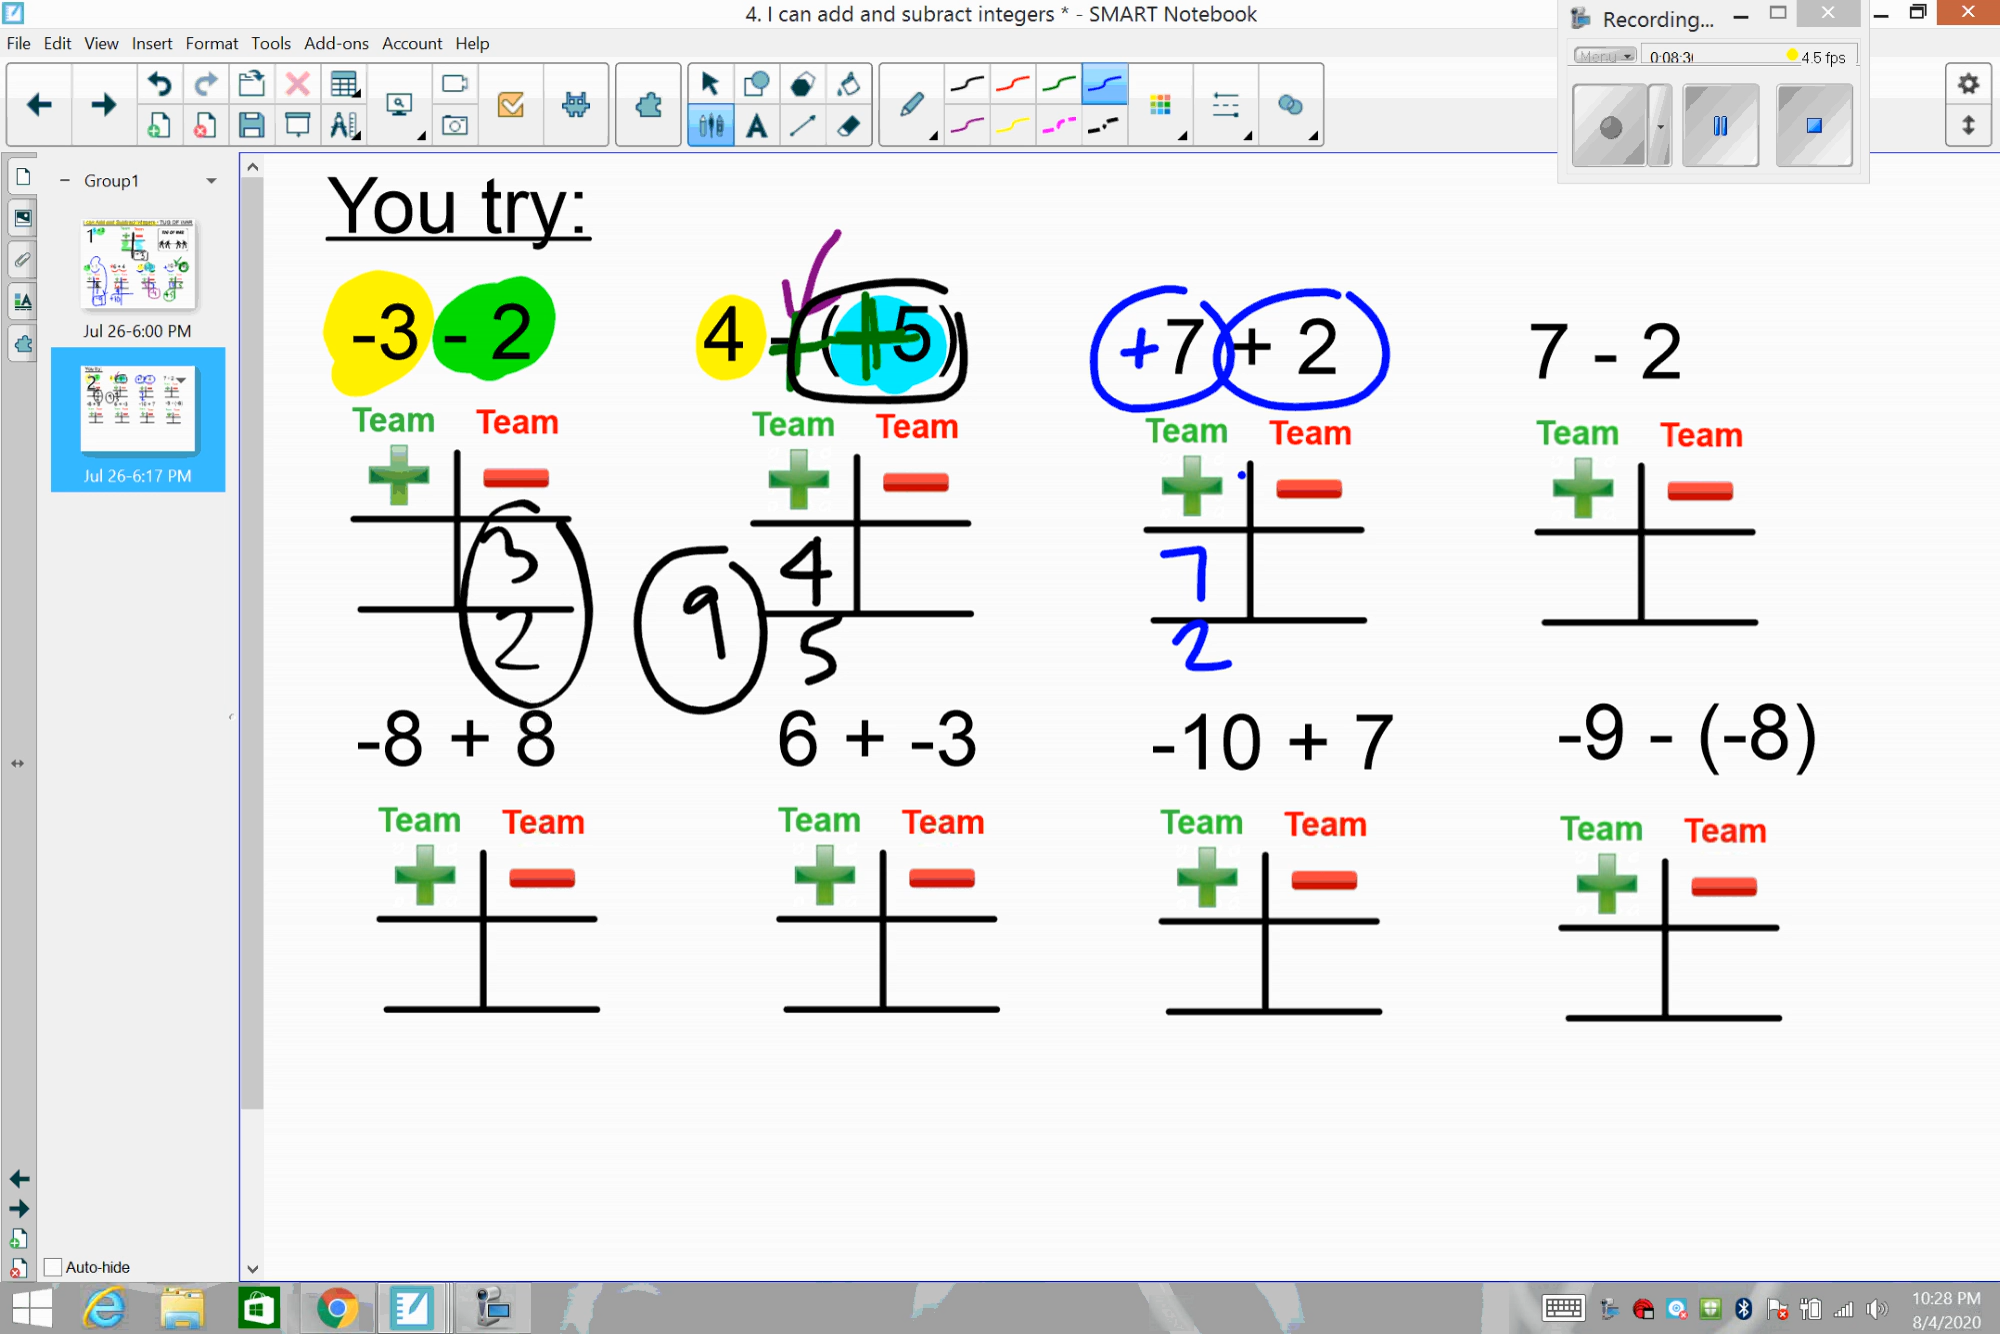 4. I can add and subract integers * - SMART Notebook
Recording...
File Edit View Insert Format Tools Add-ons Account Help
Menu
4.5 fps
Group1
Jul 26-6:00 PM
Jul 26-6:17 PM
Auto-hide
You try:
-3 - 2
4 - (+5)
+7 + 2
7 - 2
Team Team
Team Team
Team Team
Team Team
3
2
9
4
5
7
2
-8 + 8
6 + -3
-10 + 7
-9 - (-8)
Team Team
Team Team
Team Team
Team Team
10:28 PM
8/4/2020